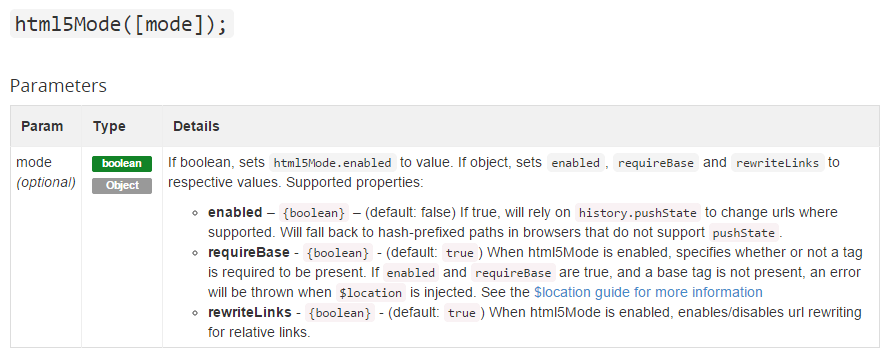 html5Mode([mode]);
Parameters
Param Type Details
mode boolean If boolean, sets html5Mode.enabled to value. If object, sets enabled , requireBase and rewriteLinks to
(optional) Object respective values. Supported properties:
◦ enabled – {boolean} – (default: false) If true, will rely on history.pushState to change urls where
supported. Will fall back to hash-prefixed paths in browsers that do not support pushState .
◦ requireBase - {boolean} - (default: true ) When html5Mode is enabled, specifies whether or not a tag
is required to be present. If enabled and requireBase are true, and a base tag is not present, an error
will be thrown when $location is injected. See the $location guide for more information
◦ rewriteLinks - {boolean} - (default: true ) When html5Mode is enabled, enables/disables url rewriting
for relative links.